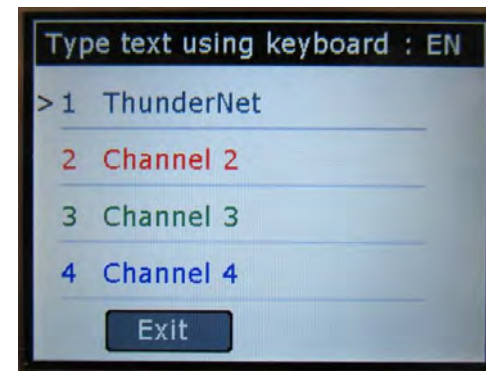 Type text using keyboard : EN
>1 ThunderNet
2 Channel 2
3 Channel 3
4 Channel 4
Exit